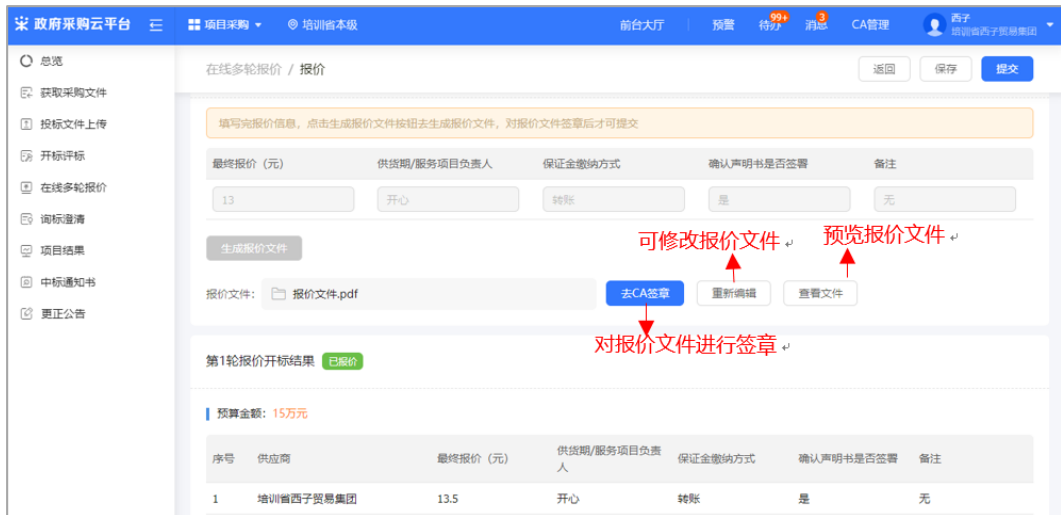 政府采购云平台 项目采购 培训省本级 前台大厅 预警 待办 99+ 消息 3 CA管理 西子
培训省西子贸易集团
总览
获取采购文件
投标文件上传
开标评标
在线多轮报价
询标澄清
项目结果
中标通知书
更正公告
在线多轮报价 / 报价 返回 保存 提交
填写完报价信息，点击生成报价文件按钮去生成报价文件，对报价文件签章后才可提交
最终报价（元） 供货期/服务项目负责人 保证金缴纳方式 确认声明书是否签署 备注
13 开心 转账 是 无
生成报价文件 可修改报价文件 预览报价文件
报价文件： 报价文件.pdf 去CA签章 重新编辑 查看文件
对报价文件进行签章
第1轮报价开标结果 已报价
预算金额：15万元
序号 供应商 最终报价（元） 供货期/服务项目负责人 保证金缴纳方式 确认声明书是否签署 备注
1 培训省西子贸易集团 13.5 开心 转账 是 无